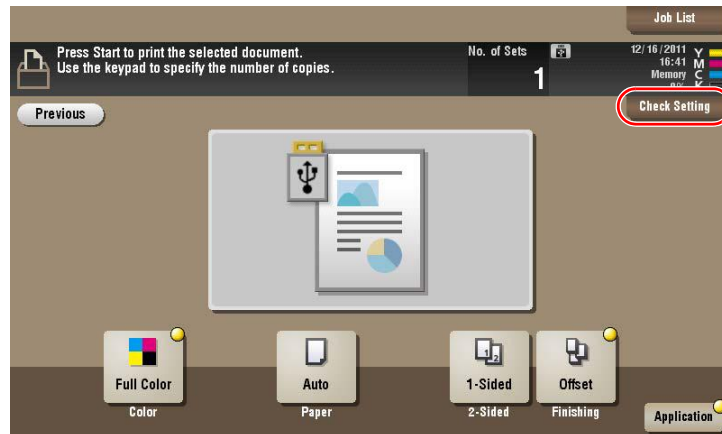 Job List
Press Start to print the selected document.
Use the keypad to specify the number of copies.
No. of Sets
1
12/16/2011
16:41
Memory
Y
M
C
K
Previous
Check Setting
1 2
Full Color
Auto
1-Sided
Offset
Color
Paper
2-Sided
Finishing
Application